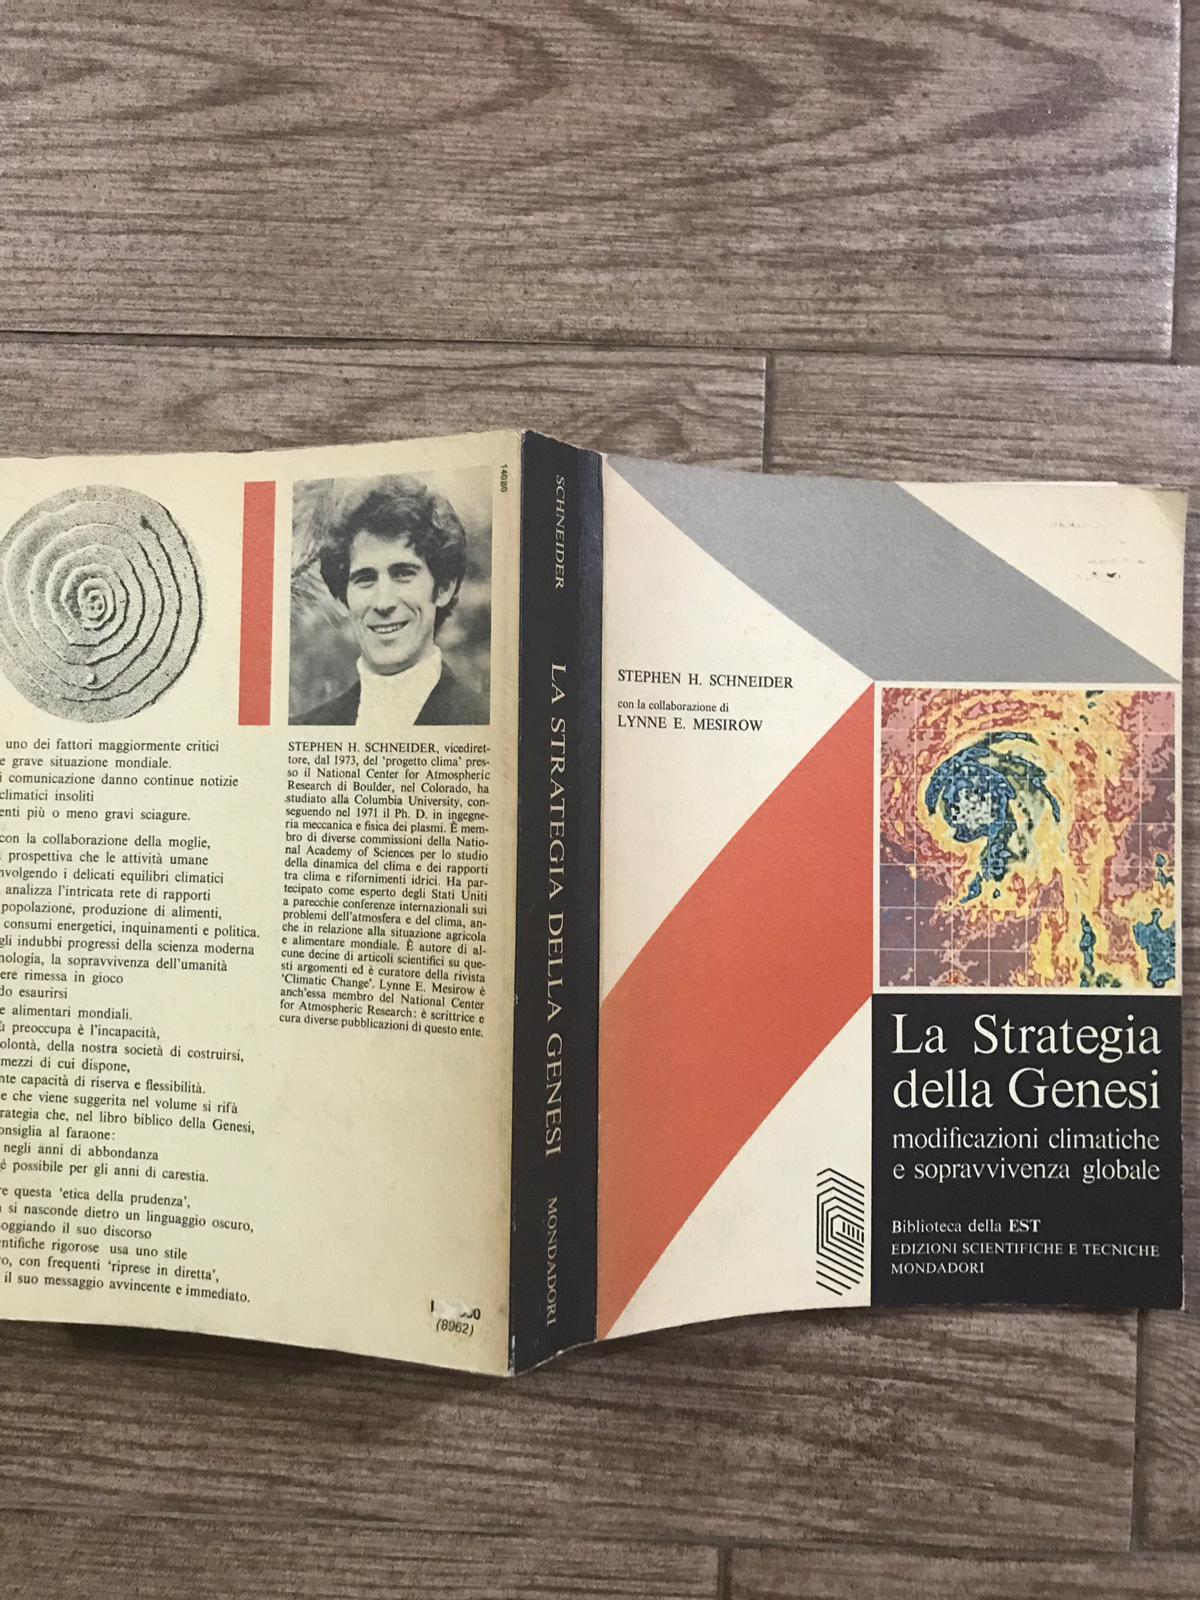 uno dei fattori maggiormente critici
grave situazione mondiale.
comunicazione danno continue notizie
climatici insoliti
più o meno gravi sciagure.
con la collaborazione della moglie,
prospettiva che le attività umane
i delicati equilibri climatici
analizza l'intricata rete di rapporti
popolazione, produzione di alimenti,
consumi energetici, inquinamenti e politica.
gli indubbi progressi della scienza moderna
la sopravvivenza dell'umanità
rimessa in gioco
esaurirsi
alimentari mondiali.
preoccupa è l'incapacità,
della nostra società di costruirsi,
mezzi di cui dispone,
capacità di riserva e flessibilità.
e che viene suggerita nel volume si rifà
che, nel libro biblico della Genesi,
al faraone:
negli anni di abbondanza
è possibile per gli anni di carestia.
questa 'etica della prudenza',
si nasconde dietro un linguaggio oscuro,
il suo discorso
rigorose usa uno stile
con frequenti 'riprese in diretta',
il suo messaggio avvincente e immediato.
14080
STEPHEN H. SCHNEIDER, vicediret-
tore, dal 1973, del 'progetto clima' pres-
so il National Center for Atmospheric
Research di Boulder, nel Colorado, ha
studiato alla Columbia University, con-
seguendo nel 1971 il Ph. D. in ingegne-
ria meccanica e fisica dei plasmi. È mem-
bro di diverse commissioni della Natio-
nal Academy of Sciences per lo studio
della dinamica del clima e dei rapporti
tra clima e rifornimenti idrici. Ha par-
tecipato come esperto degli Stati Uniti
a parecchie conferenze internazionali sui
problemi dell'atmosfera e del clima, an-
che in relazione alla situazione agricola
e alimentare mondiale. È autore di al-
cune decine di articoli scientifici su que-
sti argomenti ed è curatore della rivista
'Climatic Change'. Lynne E. Mesirow è
anch'essa membro del National Center
for Atmospheric Research: è scrittrice e
cura diverse pubblicazioni di questo ente.
(8962)
SCHNEIDER
LA STRATEGIA DELLA GENESI
MONDADORI
STEPHEN H. SCHNEIDER
con la collaborazione di
LYNNE E. MESIROW
La Strategia
della Genesi
modificazioni climatiche
e sopravvivenza globale
Biblioteca della EST
EDIZIONI SCIENTIFICHE E TECNICHE
MONDADORI